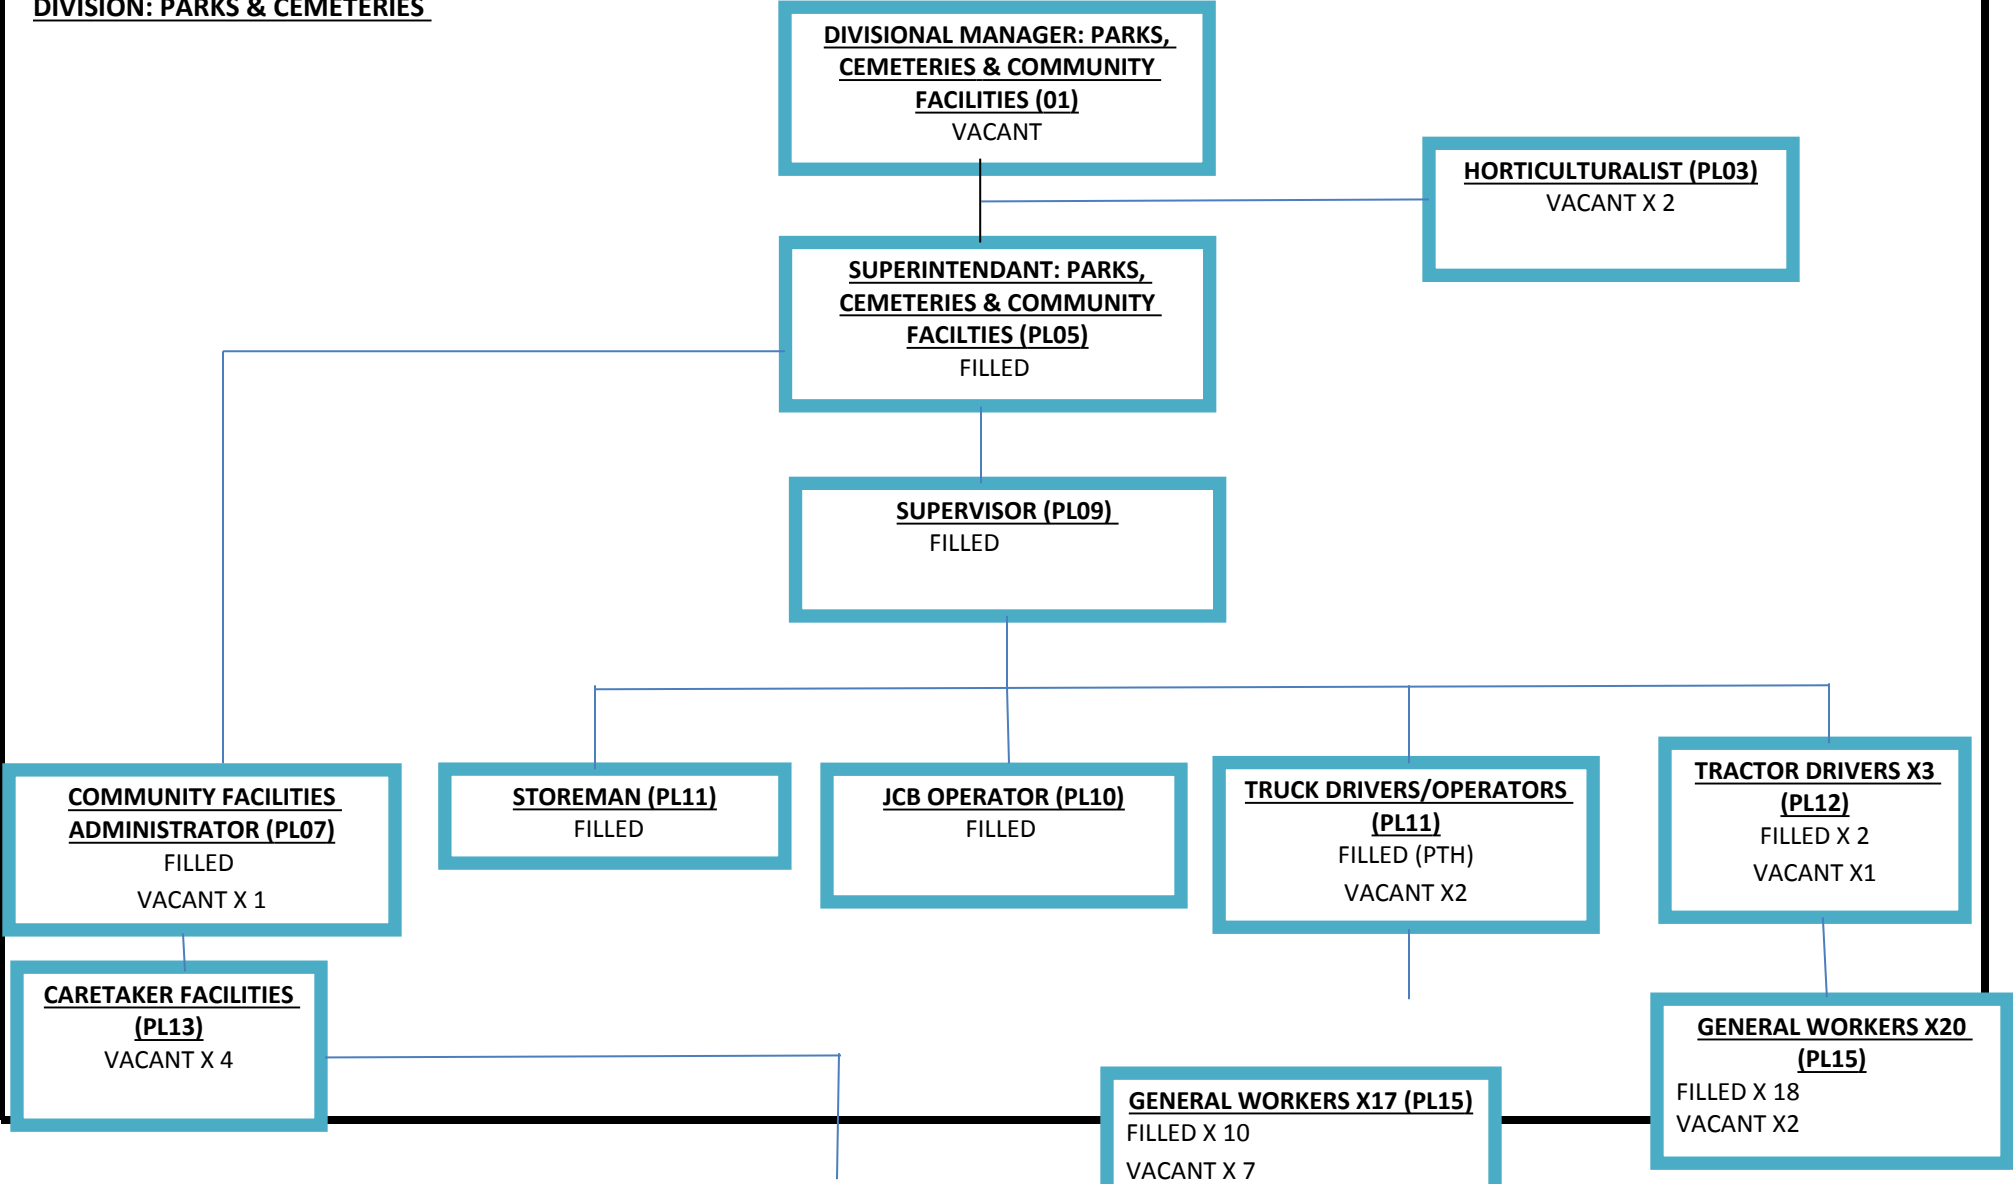 DIVISION: PARKS & CEMETERIES
DIVISIONAL MANAGER: PARKS,
CEMETERIES & COMMUNITY
FACILITIES (01)
VACANT
HORTICULTURALIST (PL03)
VACANT X 2
SUPERINTENDANT: PARKS,
CEMETERIES & COMMUNITY
FACILTIES (PL05)
FILLED
SUPERVISOR (PL09)
FILLED
COMMUNITY FACILITIES
ADMINISTRATOR (PL07)
FILLED
VACANT X 1
STOREMAN (PL11)
FILLED
JCB OPERATOR (PL10)
FILLED
TRUCK DRIVERS/OPERATORS
(PL11)
FILLED (PTH)
VACANT X2
TRACTOR DRIVERS X3
(PL12)
FILLED X 2
VACANT X1
CARETAKER FACILITIES
(PL13)
VACANT X 4
GENERAL WORKERS X17 (PL15)
FILLED X 10
VACANT X 7
GENERAL WORKERS X20
(PL15)
FILLED X 18
VACANT X2